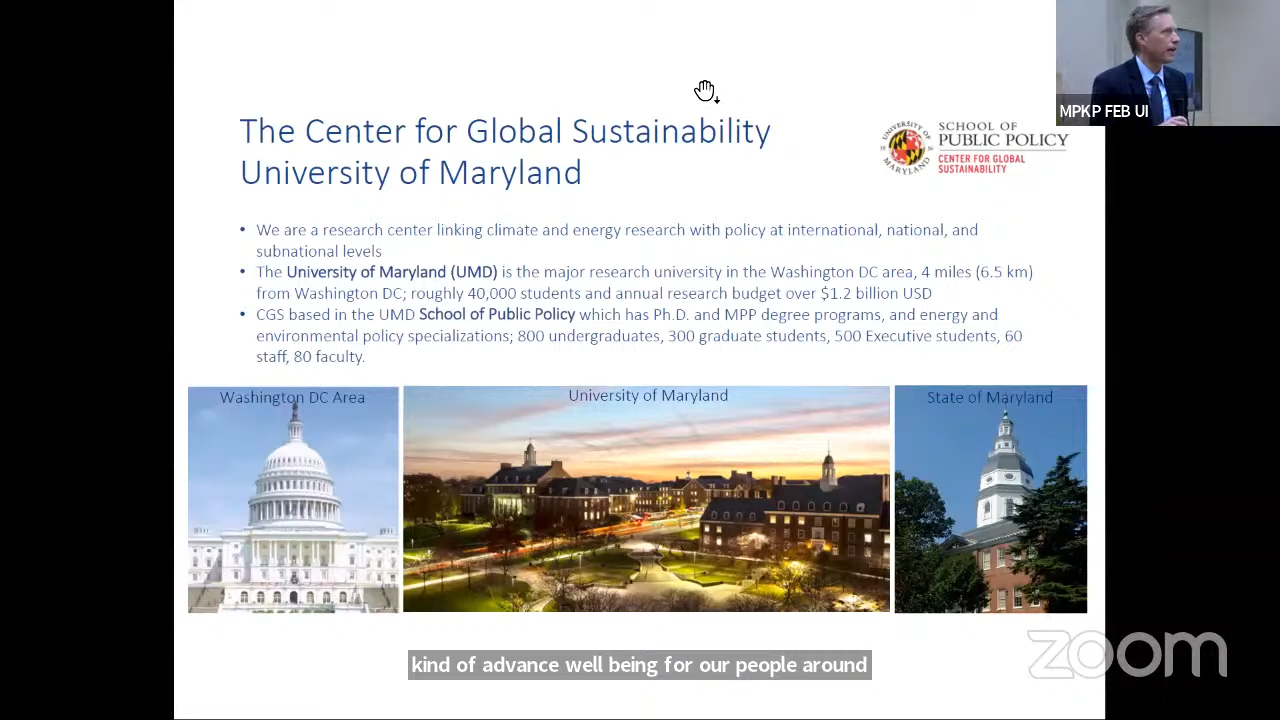 MPKP FEB UI
The Center for Global Sustainability
University of Maryland
UNIVERSITY OF MARYLAND
SCHOOL OF
PUBLIC POLICY
CENTER FOR GLOBAL
SUSTAINABILITY
• We are a research center linking climate and energy research with policy at international, national, and
subnational levels
• The University of Maryland (UMD) is the major research university in the Washington DC area, 4 miles (6.5 km)
from Washington DC; roughly 40,000 students and annual research budget over $1.2 billion USD
• CGS based in the UMD School of Public Policy which has Ph.D. and MPP degree programs, and energy and
environmental policy specializations; 800 undergraduates, 300 graduate students, 500 Executive students, 60
staff, 80 faculty.
Washington DC Area
University of Maryland
State of Maryland
kind of advance well being for our people around
zoom